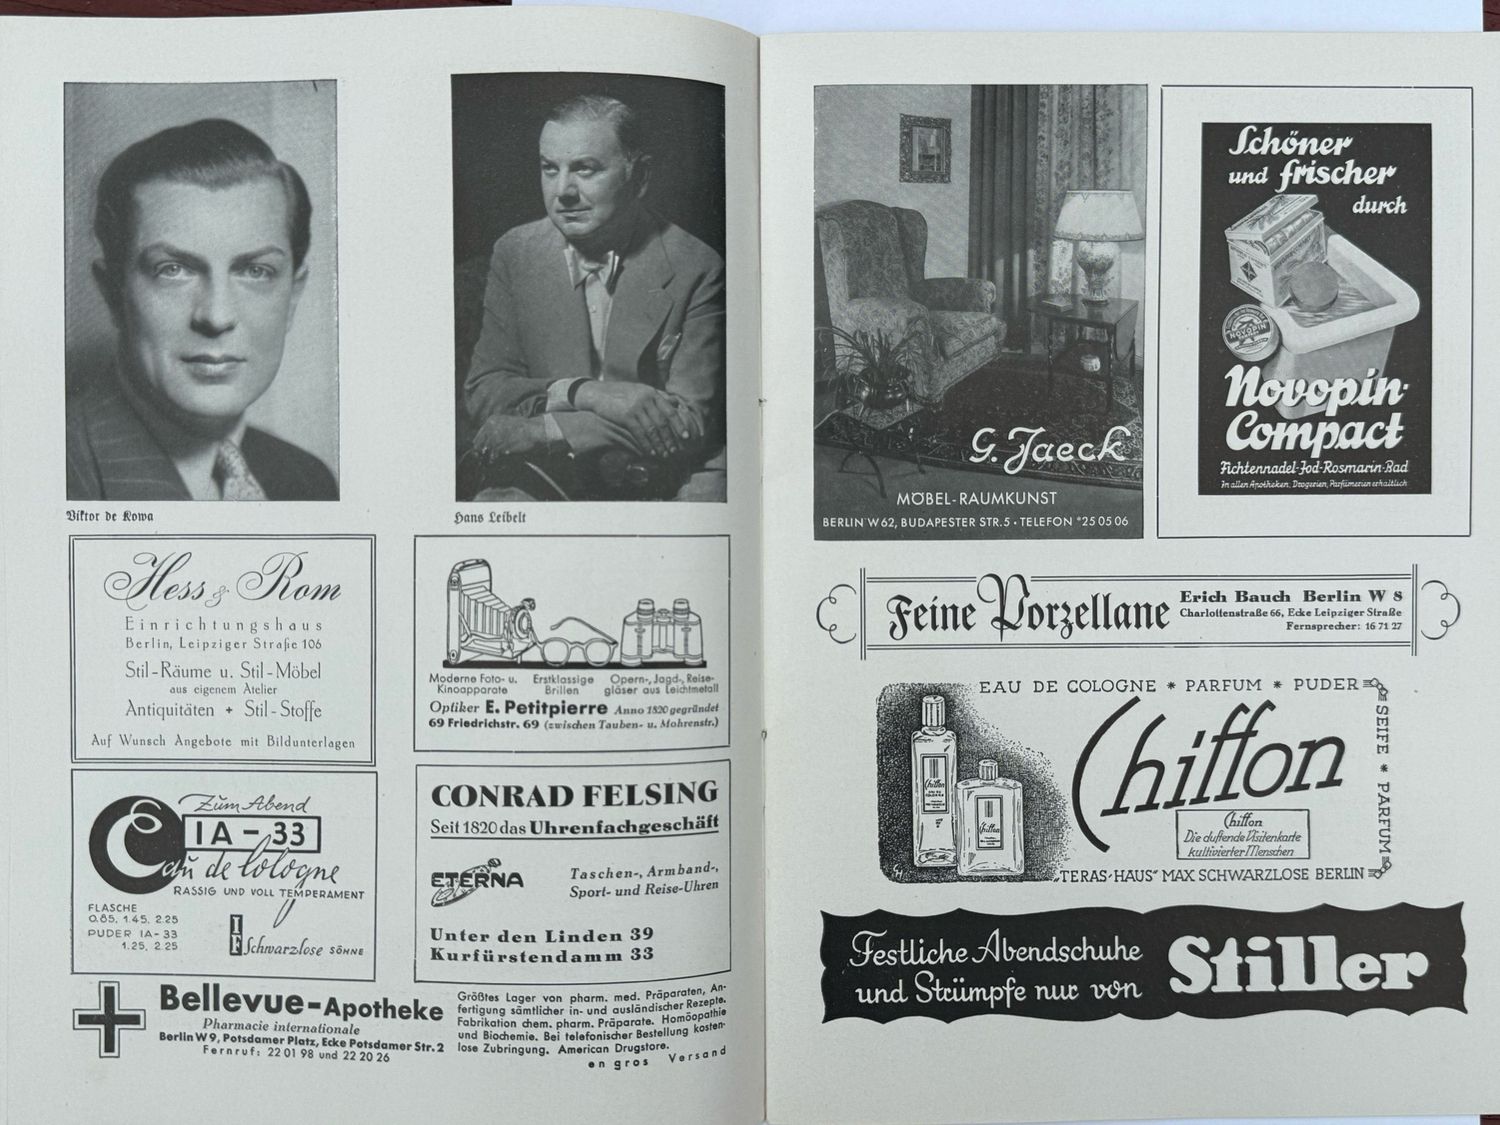 Viktor de Kowa
Hans Leibelt
Hess & Rom
Einrichtungshaus
Berlin, Leipziger Straße 106
Stil-Räume u. Stil-Möbel
aus eigenem Atelier
Antiquitäten + Stil-Stoffe
Auf Wunsch Angebote mit Bildunterlagen
Moderne Foto- u. Kinoapparate
Erstklassige Brillen
Opern-, Jagd-, Reise-
gläser aus Leichtmetall
Optiker E. Petitpierre Anno 1820 gegründet
69 Friedrichstr. 69 (zwischen Tauben- u. Mohrenstr.)
Zum Abend
IA-33
Eau de Cologne
RASSIG UND VOLL TEMPERAMENT
FLASCHE
0.85, 1.45, 2.25
PUDER IA-33
1.25, 2.25
Schwarzlose SÖHNE
CONRAD FELSING
Seit 1820 das Uhrenfachgeschäft
ETERNA
Taschen-, Armband-,
Sport- und Reise-Uhren
Unter den Linden 39
Kurfürstendamm 33
Bellevue-Apotheke
Pharmacie internationale
Berlin W 9, Potsdamer Platz, Ecke Potsdamer Str. 2
Fernruf: 22 01 98 und 22 20 26
Größtes Lager von pharm. med. Präparaten, An-
fertigung sämtlicher in- und ausländischer Rezepte.
Fabrikation chem. pharm. Präparate. Homöopathie
und Biochemie. Bei telefonischer Bestellung kosten-
lose Zubringung. American Drugstore.
en gros Versand
G. Jaeck
MÖBEL-RAUMKUNST
BERLIN W 62, BUDAPESTER STR. 5 · TELEFON *25 05 06
Schöner
und frischer
durch
NOVOPIN
Novopin-
Compact
Fichtennadel-Jod-Rosmarin-Bad
In allen Apotheken, Drogerien, Parfümerien erhältlich
Feine Porzellane
Erich Bauch Berlin W 8
Charlottenstraße 66, Ecke Leipziger Straße
Fernsprecher: 16 71 27
EAU DE COLOGNE * PARFUM * PUDER
SEIFE * PARFUM
Chiffon
Chiffon
Chiffon
Chiffon
Die duftende Visitenkarte
kultivierter Menschen
„TERAS-HAUS" MAX SCHWARZLOSE BERLIN
Festliche Abendschuhe
und Strümpfe nur von
Stiller